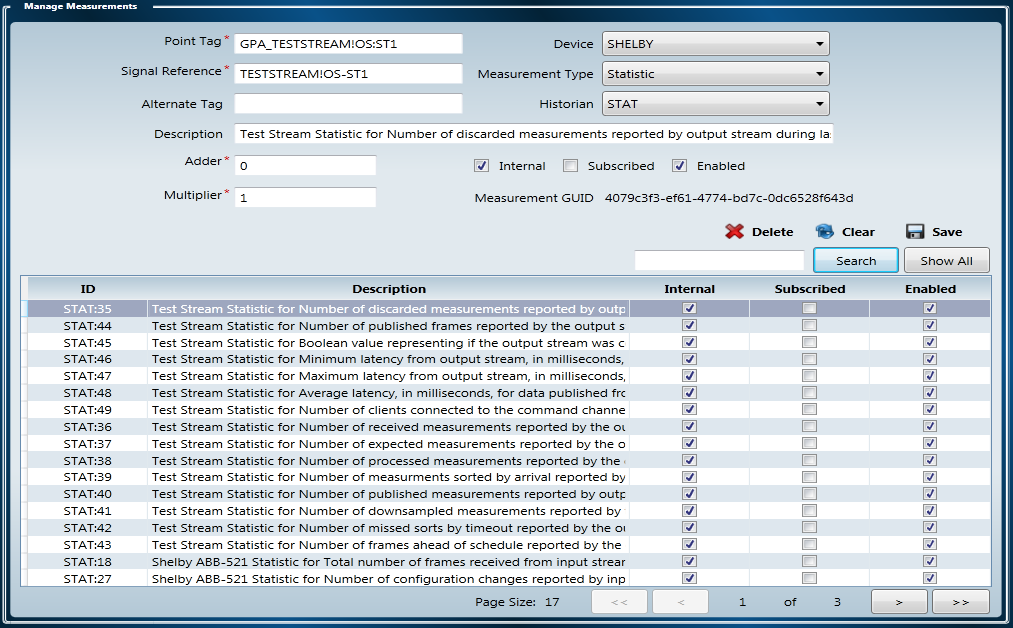 Manage Measurements
Point Tag * GPA_TESTSTREAM!OS:ST1 Device SHELBY
Signal Reference * TESTSTREAM!OS-ST1 Measurement Type Statistic
Alternate Tag Historian STAT
Description Test Stream Statistic for Number of discarded measurements reported by output stream during la
Adder * 0 Internal Subscribed Enabled
Multiplier * 1 Measurement GUID 4079c3f3-ef61-4774-bd7c-0dc6528f643d
Delete Clear Save
Search Show All
ID Description Internal Subscribed Enabled
STAT:35 Test Stream Statistic for Number of discarded measurements reported by outp
STAT:44 Test Stream Statistic for Number of published frames reported by the output s
STAT:45 Test Stream Statistic for Boolean value representing if the output stream was c
STAT:46 Test Stream Statistic for Minimum latency from output stream, in milliseconds,
STAT:47 Test Stream Statistic for Maximum latency from output stream, in milliseconds,
STAT:48 Test Stream Statistic for Average latency, in milliseconds, for data published fro
STAT:49 Test Stream Statistic for Number of clients connected to the command channe
STAT:36 Test Stream Statistic for Number of received measurements reported by the ou
STAT:37 Test Stream Statistic for Number of expected measurements reported by the o
STAT:38 Test Stream Statistic for Number of processed measurements reported by the
STAT:39 Test Stream Statistic for Number of measurments sorted by arrival reported by
STAT:40 Test Stream Statistic for Number of published measurements reported by outp
STAT:41 Test Stream Statistic for Number of downsampled measurements reported by
STAT:42 Test Stream Statistic for Number of missed sorts by timeout reported by the ou
STAT:43 Test Stream Statistic for Number of frames ahead of schedule reported by the
STAT:18 Shelby ABB-521 Statistic for Total number of frames received from input strear
STAT:27 Shelby ABB-521 Statistic for Number of configuration changes reported by inp
Page Size: 17 << < 1 of 3 > >>